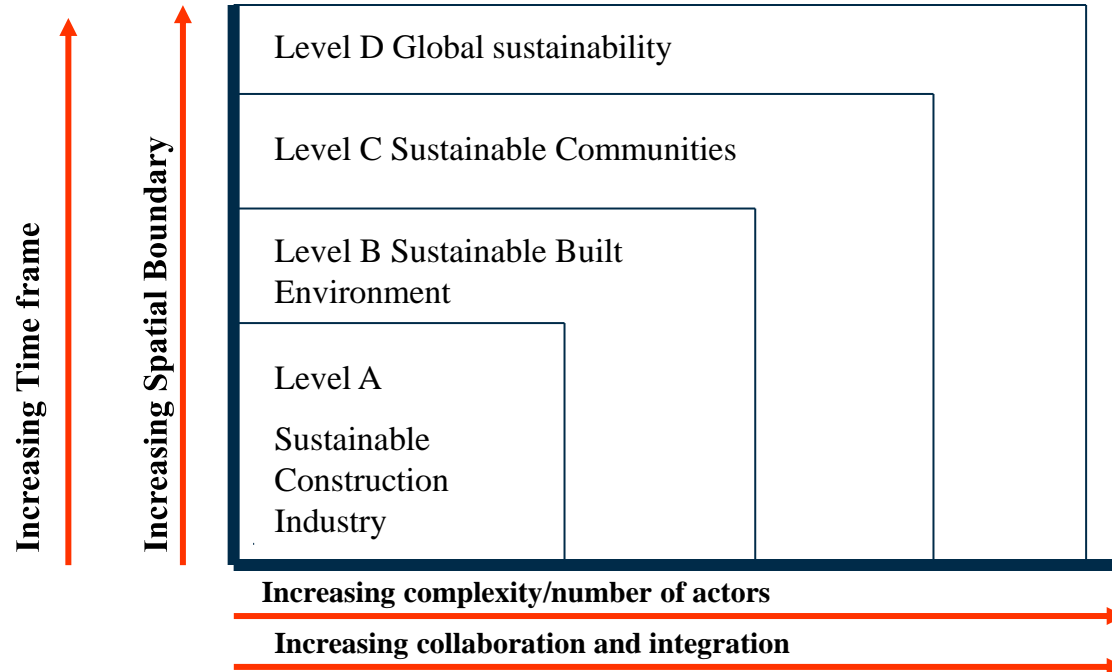 Level D Global sustainability
Level C Sustainable Communities
Level B Sustainable Built
Environment
Level A
Sustainable
Construction
Industry
Increasing Time frame
Increasing Spatial Boundary
Increasing complexity/number of actors
Increasing collaboration and integration